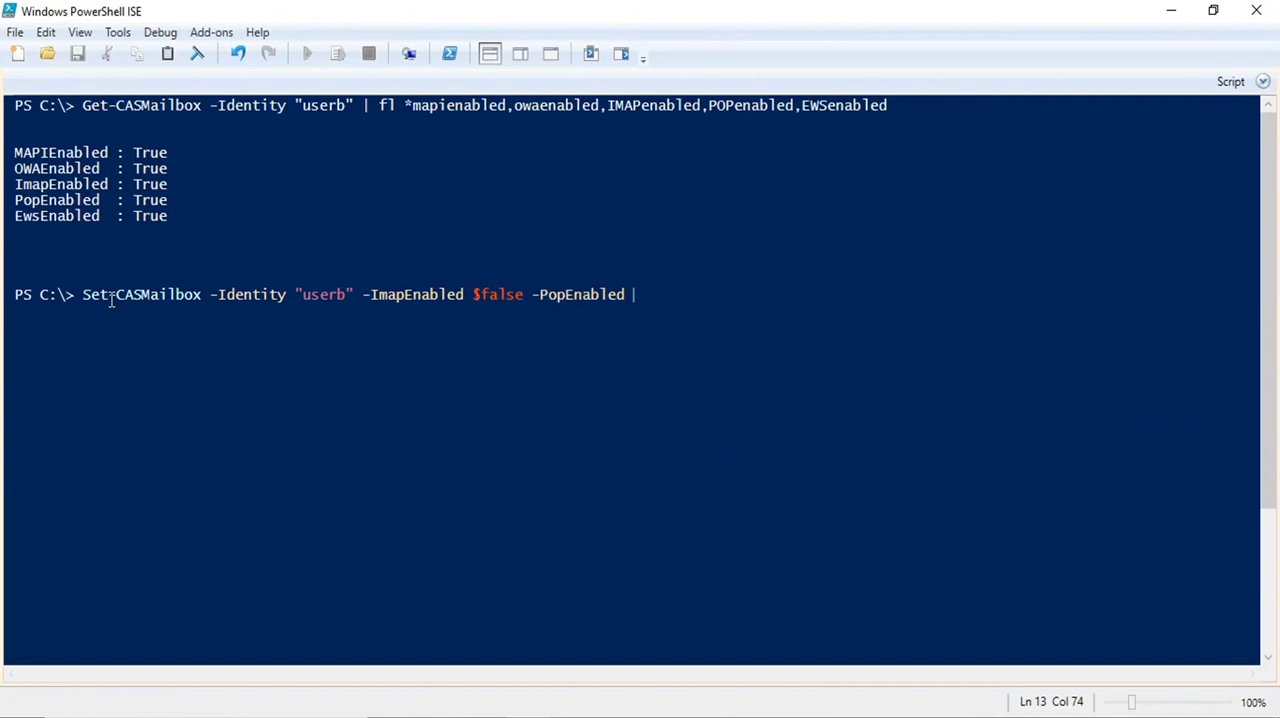 Windows PowerShell ISE
File Edit View Tools Debug Add-ons Help
Script
PS C:\> Get-CASMailbox -Identity "userb" | fl *mapienabled,owaenabled,IMAPenabled,POPenabled,EWSenabled
MAPIEnabled : True
OWAEnabled : True
ImapEnabled : True
PopEnabled : True
EwsEnabled : True
PS C:\> Set-CASMailbox -Identity "userb" -ImapEnabled $false -PopEnabled
Ln 13 Col 74 100%